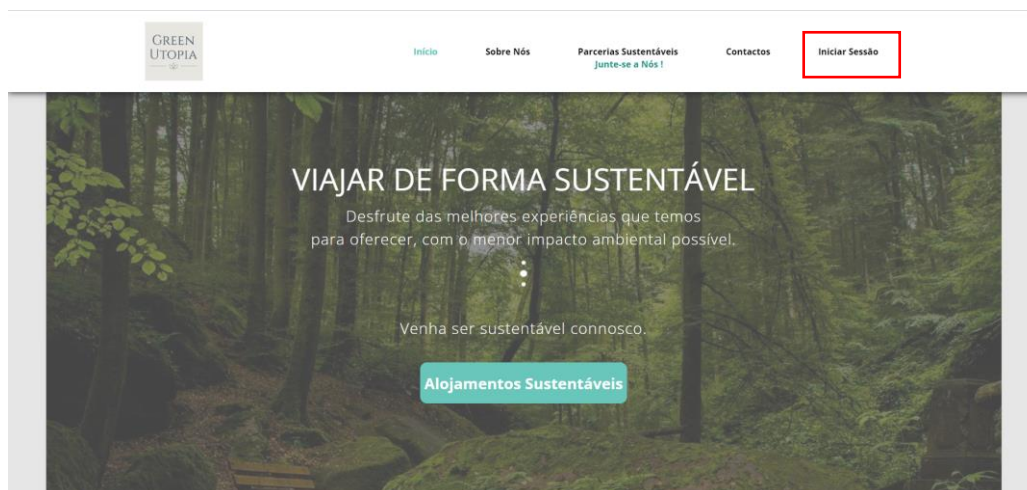 GREEN
UTOPIA
Início
Sobre Nós
Parcerias Sustentáveis
Junte-se a Nós !
Contactos
Iniciar Sessão
VIAJAR DE FORMA SUSTENTÁVEL
Desfrute das melhores experiências que temos
para oferecer, com o menor impacto ambiental possível.
Venha ser sustentável connosco.
Alojamentos Sustentáveis